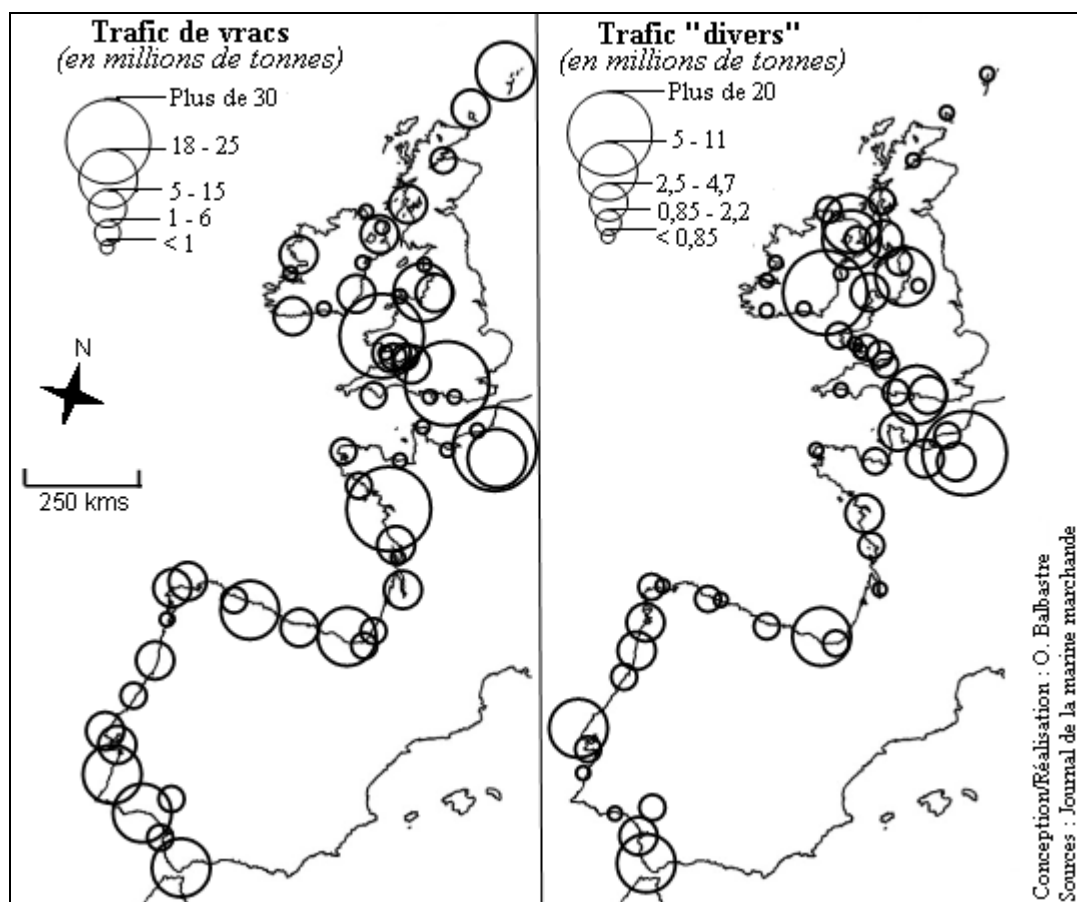 Trafic de vracs
(en millions de tonnes)
Plus de 30
18 - 25
5 - 15
1 - 6
< 1
N
250 kms
Trafic "divers"
(en millions de tonnes)
Plus de 20
5 - 11
2,5 - 4,7
0,85 - 2,2
< 0,85
Conception/Réalisation : O. Balbastre
Sources : Journal de la marine marchande